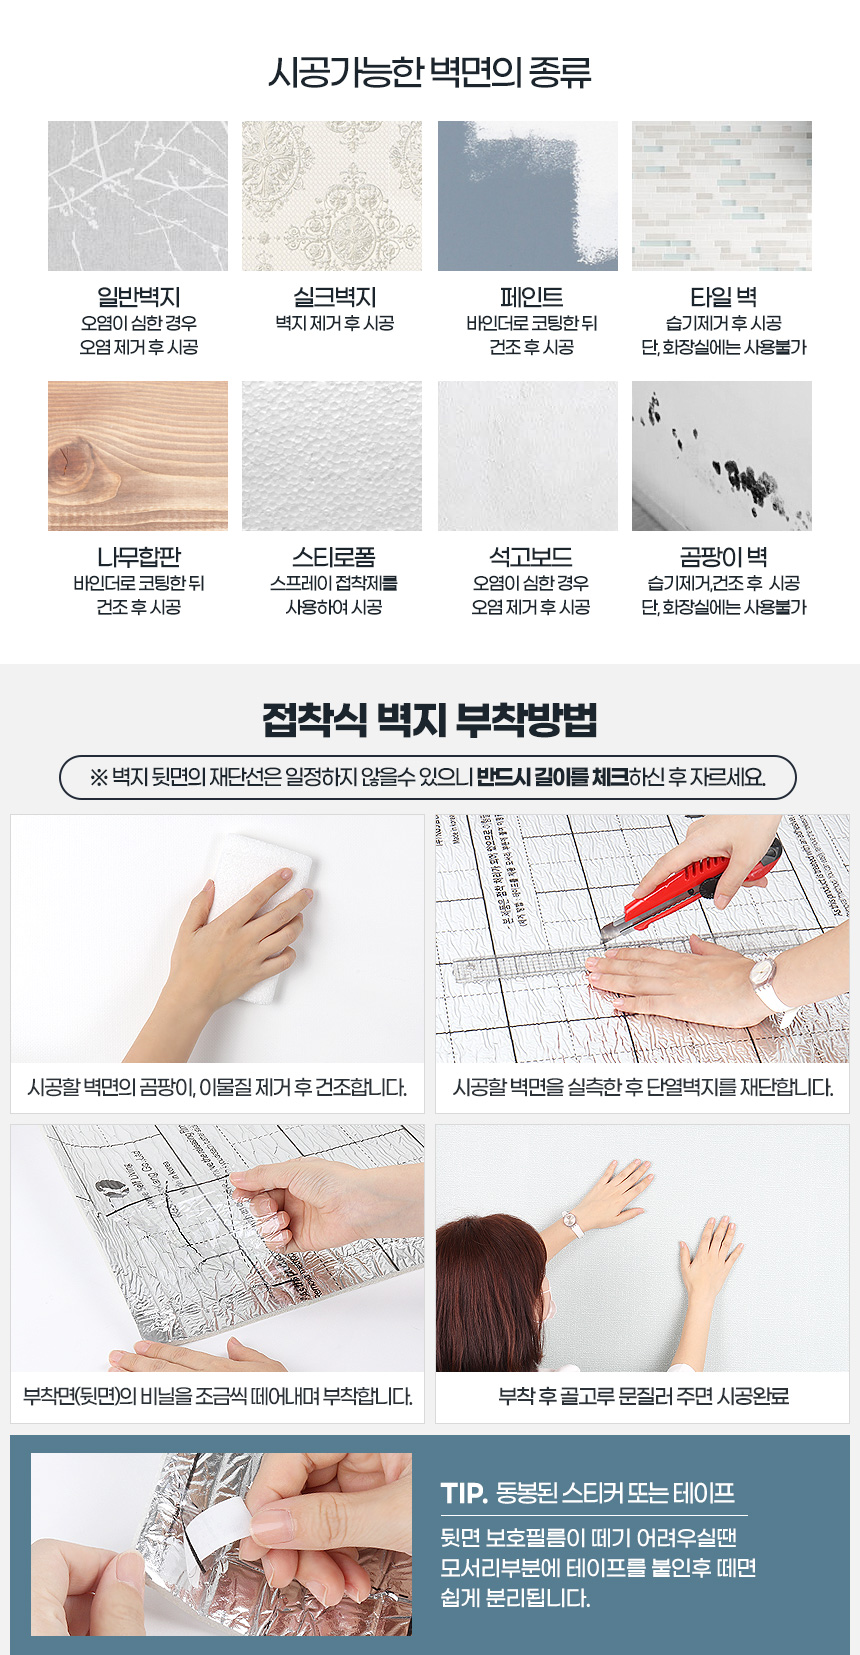 시공가능한 벽면의 종류
일반벽지
오염이 심한 경우
오염 제거 후 시공
실크벽지
벽지 제거 후 시공
페인트
바인더로 코팅한 뒤
건조 후 시공
타일 벽
습기제거 후 시공
단, 화장실에는 사용불가
나무합판
바인더로 코팅한 뒤
건조 후 시공
스티로폼
스프레이 접착제를
사용하여 시공
석고보드
오염이 심한 경우
오염 제거 후 시공
곰팡이 벽
습기제거,건조 후 시공
단, 화장실에는 사용불가
접착식 벽지 부착방법
※ 벽지 뒷면의 재단선은 일정하지 않을수 있으니 반드시 길이를 체크하신 후 자르세요.
Made in Korea
시공할 벽면의 곰팡이, 이물질 제거 후 건조합니다.
시공할 벽면을 실측한 후 단열벽지를 재단합니다.
부착면(뒷면)의 비닐을 조금씩 떼어내며 부착합니다.
부착 후 골고루 문질러 주면 시공완료
TIP. 동봉된 스티커 또는 테이프
뒷면 보호필름이 떼기 어려우실땐
모서리부분에 테이프를 붙인후 떼면
쉽게 분리됩니다.